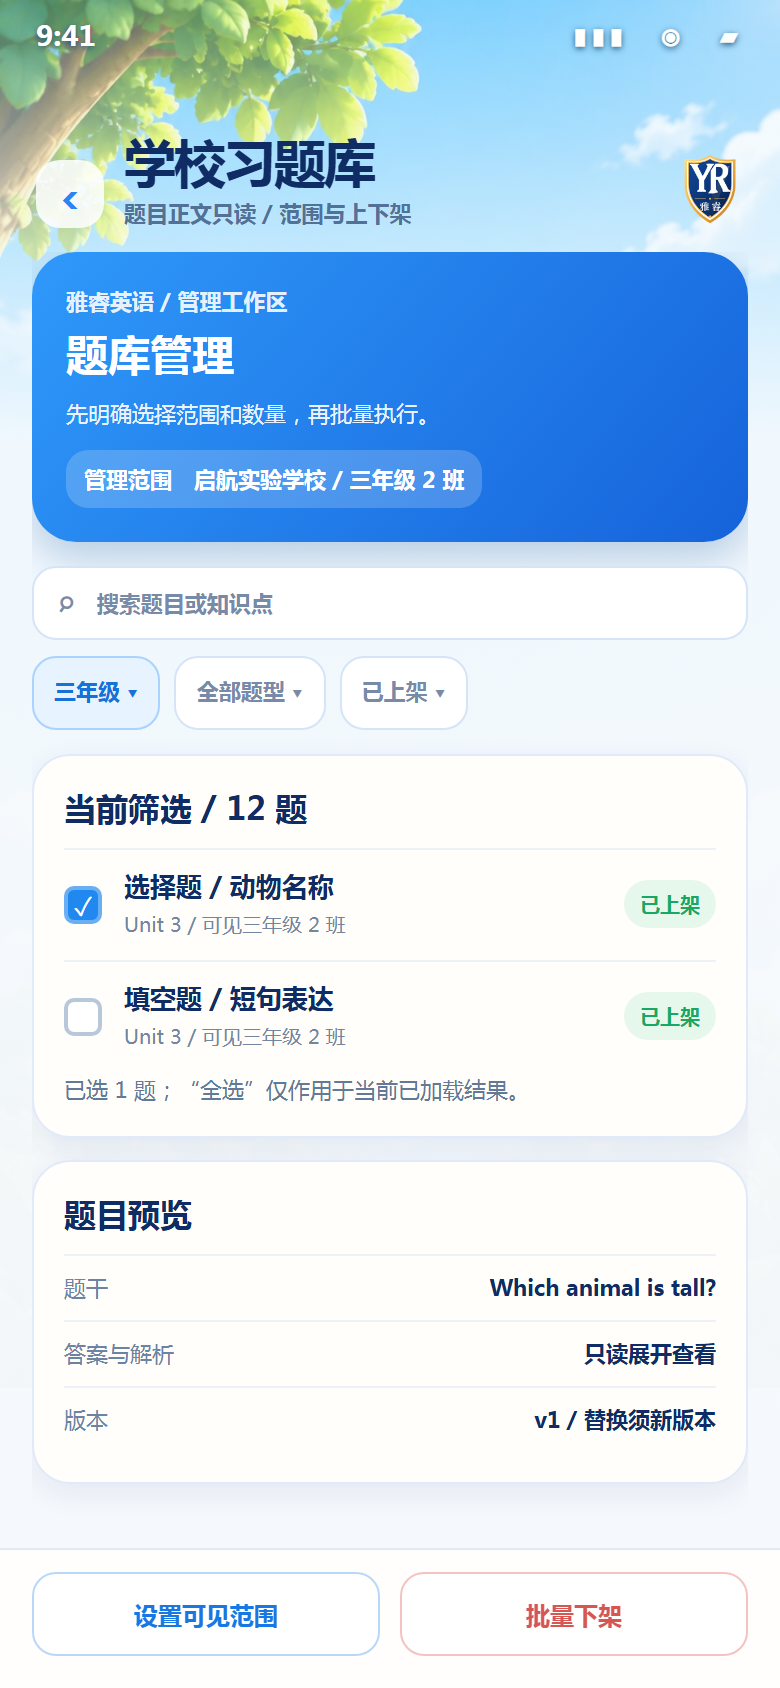 9:41
学校习题库
题目正文只读 / 范围与上下架
YR
雅睿
雅睿英语 / 管理工作区
题库管理
先明确选择范围和数量，再批量执行。
管理范围 启航实验学校 / 三年级 2 班
搜索题目或知识点
三年级 ▾ 全部题型 ▾ 已上架 ▾
当前筛选 / 12 题
选择题 / 动物名称
已上架
Unit 3 / 可见三年级 2 班
填空题 / 短句表达
已上架
Unit 3 / 可见三年级 2 班
已选 1 题；“全选”仅作用于当前已加载结果。
题目预览
题干 Which animal is tall?
答案与解析 只读展开查看
版本 v1 / 替换须新版本
设置可见范围 批量下架